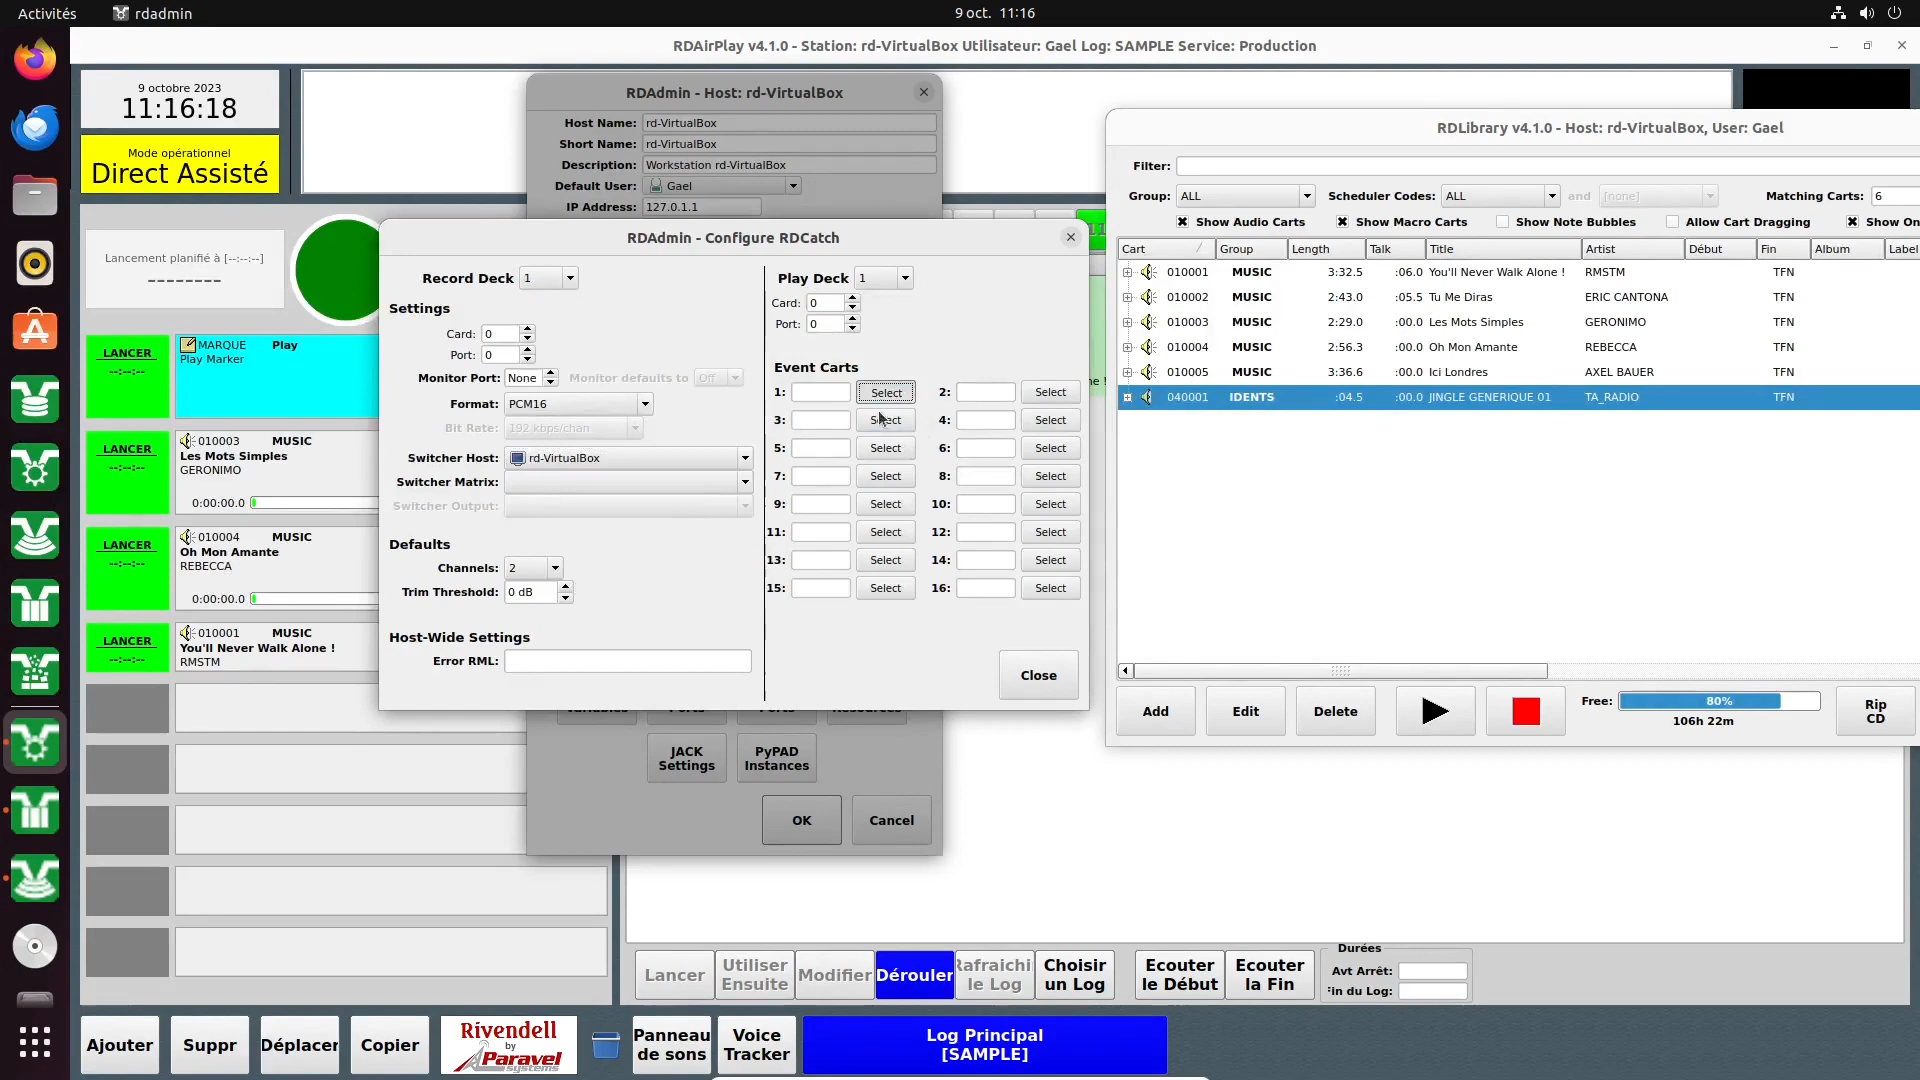 Activités
rdadmin
9 oct. 11:16
RDAirPlay v4.1.0 - Station: rd-VirtualBox Utilisateur: Gael Log: SAMPLE Service: Production
9 octobre 2023
11:16:18
Mode opérationnel
Direct Assisté
Lancement planifié à [--:--:--]
--------
LANCER
--:--:--
MARQUE Play
Play Marker
LANCER
--:--:--
010003 MUSIC
Les Mots Simples
GERONIMO
0:00:00.0
LANCER
--:--:--
010004 MUSIC
Oh Mon Amante
REBECCA
0:00:00.0
LANCER
--:--:--
010001 MUSIC
You'll Never Walk Alone !
RMSTM
RDAdmin - Host: rd-VirtualBox
Host Name: rd-VirtualBox
Short Name: rd-VirtualBox
Description: Workstation rd-VirtualBox
Default User: Gael
IP Address: 127.0.1.1
RDAdmin - Configure RDCatch
Record Deck 1
Settings
Card: 0
Port: 0
Monitor Port: None Monitor defaults to Off
Format: PCM16
Bit Rate: 192 kbps/chan
Switcher Host: rd-VirtualBox
Switcher Matrix:
Switcher Output:
Defaults
Channels: 2
Trim Threshold: 0 dB
Host-Wide Settings
Error RML:
Play Deck 1
Card: 0
Port: 0
Event Carts
1: Select 2: Select
3: Select 4: Select
5: Select 6: Select
7: Select 8: Select
9: Select 10: Select
11: Select 12: Select
13: Select 14: Select
15: Select 16: Select
Close
JACK
Settings
PyPAD
Instances
OK
Cancel
RDLibrary v4.1.0 - Host: rd-VirtualBox, User: Gael
Filter:
Group: ALL Scheduler Codes: ALL and [none] Matching Carts: 6
Show Audio Carts Show Macro Carts Show Note Bubbles Allow Cart Dragging Show On
Cart Group Length Talk Title Artist Début Fin Album Label
010001 MUSIC 3:32.5 :06.0 You'll Never Walk Alone ! RMSTM TFN
010002 MUSIC 2:43.0 :05.5 Tu Me Diras ERIC CANTONA TFN
010003 MUSIC 2:29.0 :00.0 Les Mots Simples GERONIMO TFN
010004 MUSIC 2:56.3 :00.0 Oh Mon Amante REBECCA TFN
010005 MUSIC 3:36.6 :00.0 Ici Londres AXEL BAUER TFN
040001 IDENTS :04.5 :00.0 JINGLE GENERIQUE 01 TA_RADIO TFN
Add
Edit
Delete
Free: 80%
106h 22m
Rip
CD
Lancer
Utiliser
Ensuite
Modifier
Dérouler
Rafraichi
le Log
Choisir
un Log
Ecouter
le Début
Ecouter
la Fin
Durées
Avt Arrêt:
Fin du Log:
Ajouter
Suppr
Déplacer
Copier
Rivendell
by
Paravel
systems
Panneau
de sons
Voice
Tracker
Log Principal
[SAMPLE]